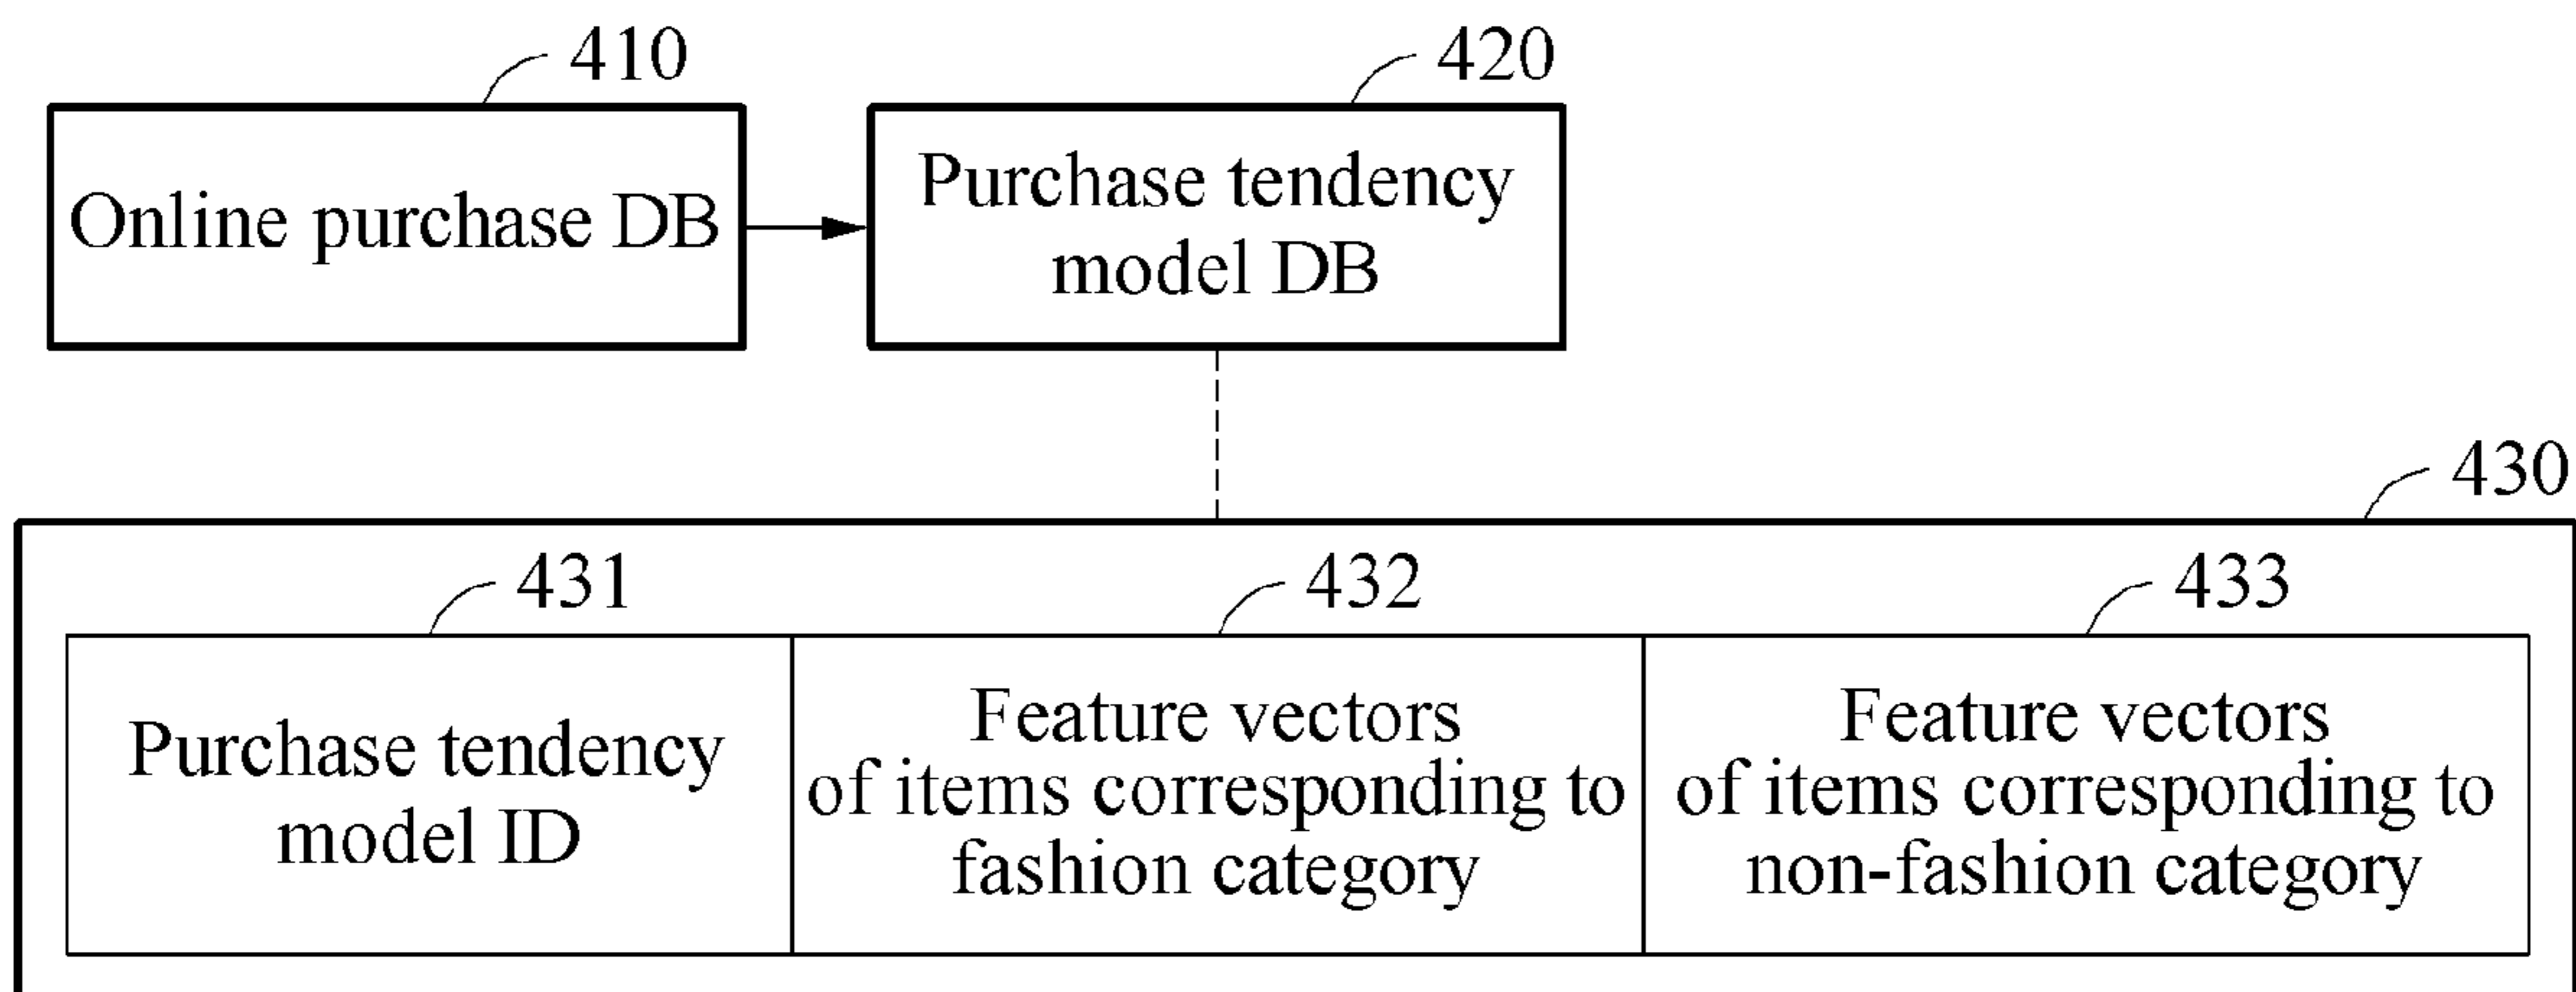 410
420
Online purchase DB
Purchase tendency
model DB
430
431
432
433
Purchase tendency
model ID
Feature vectors
of items corresponding to
fashion category
Feature vectors
of items corresponding to
non-fashion category